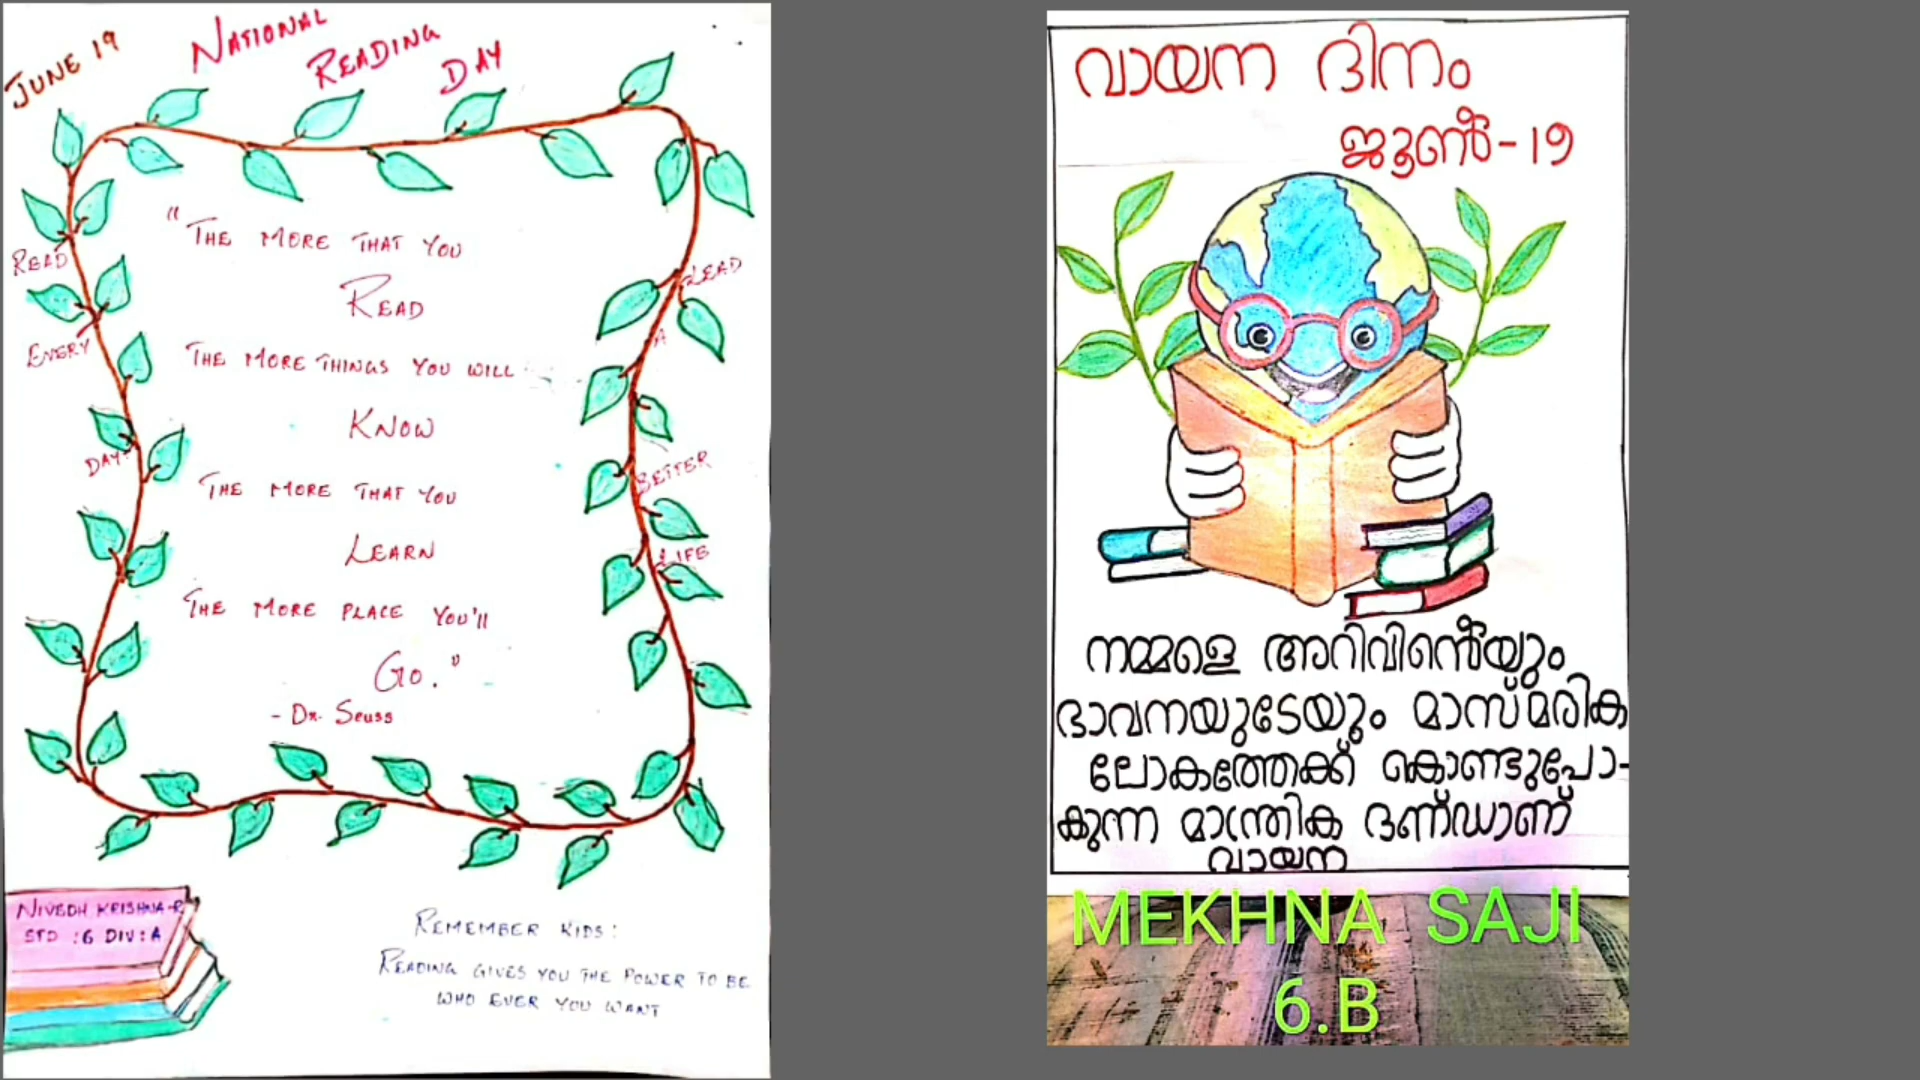 JUNE 19
NATIONAL
READING
DAY
READ
EVERY
DAY
"THE MORE THAT YOU
READ
THE MORE THINGS YOU WILL
KNOW
THE MORE THAT YOU
LEARN
THE MORE PLACE YOU'll
GO."
- Dr. Seuss
LEAD
A
BETTER
LIFE
NIVEDH KRISHNA-R
STD :6 DIV:A
REMEMBER KIDS:
READING GIVES YOU THE POWER TO BE
WHO EVER YOU WANT
വായന ദിനം
ജൂൺ-19
നമ്മളെ അറിവിന്റെയും
ഭാവനയുടേയും മാസ്മരിക
ലോകത്തേക്ക് കൊണ്ടുപോ-
കുന്ന മാന്ത്രിക ദണ്ഡാണ്
വായന
MEKHNA SAJI
6.B